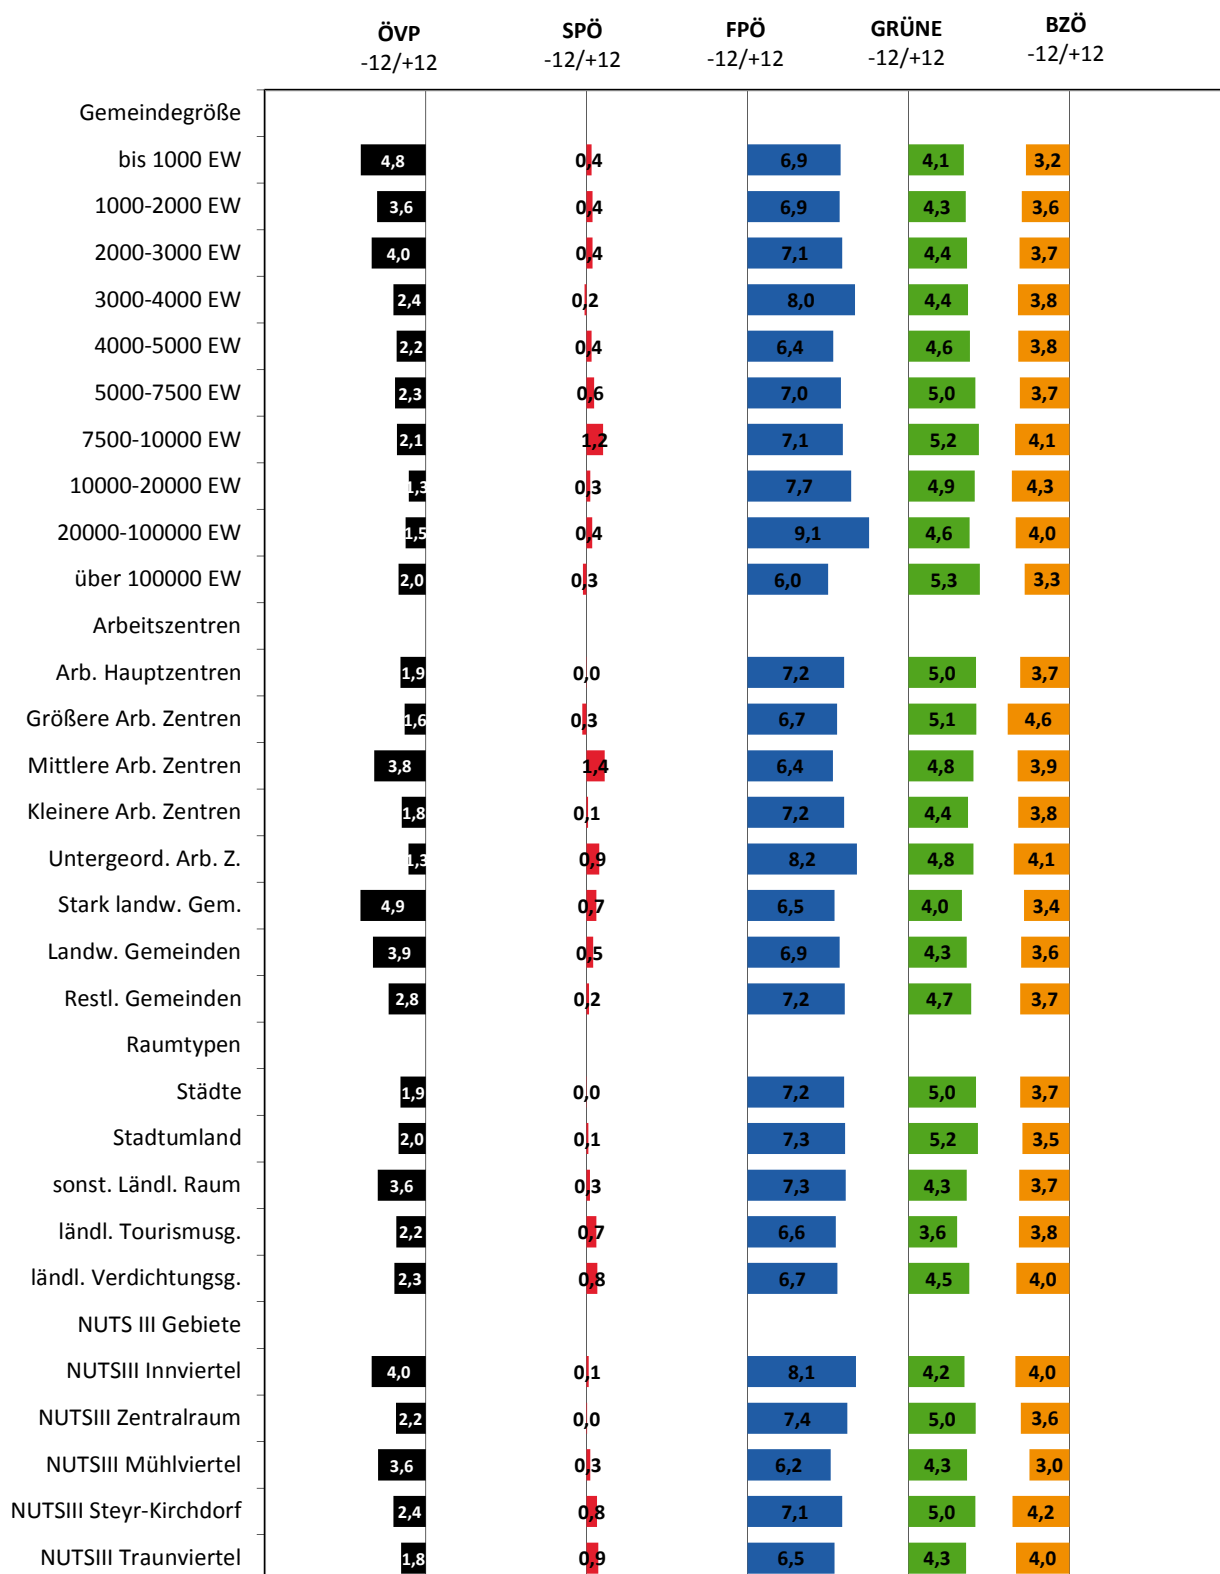 ÖVP SPÖ FPÖ GRÜNE BZÖ
-12/+12 -12/+12 -12/+12 -12/+12 -12/+12
Gemeindegröße
bis 1000 EW 4,8 0,4 6,9 4,1 3,2
1000-2000 EW 3,6 0,4 6,9 4,3 3,6
2000-3000 EW 4,0 0,4 7,1 4,4 3,7
3000-4000 EW 2,4 0,2 8,0 4,4 3,8
4000-5000 EW 2,2 0,4 6,4 4,6 3,8
5000-7500 EW 2,3 0,6 7,0 5,0 3,7
7500-10000 EW 2,1 1,2 7,1 5,2 4,1
10000-20000 EW 1,3 0,3 7,7 4,9 4,3
20000-100000 EW 1,5 0,4 9,1 4,6 4,0
über 100000 EW 2,0 0,3 6,0 5,3 3,3
Arbeitszentren
Arb. Hauptzentren 1,9 0,0 7,2 5,0 3,7
Größere Arb. Zentren 1,6 0,3 6,7 5,1 4,6
Mittlere Arb. Zentren 3,8 1,4 6,4 4,8 3,9
Kleinere Arb. Zentren 1,8 0,1 7,2 4,4 3,8
Untergeord. Arb. Z. 1,3 0,9 8,2 4,8 4,1
Stark landw. Gem. 4,9 0,7 6,5 4,0 3,4
Landw. Gemeinden 3,9 0,5 6,9 4,3 3,6
Restl. Gemeinden 2,8 0,2 7,2 4,7 3,7
Raumtypen
Städte 1,9 0,0 7,2 5,0 3,7
Stadtumland 2,0 0,1 7,3 5,2 3,5
sonst. Ländl. Raum 3,6 0,3 7,3 4,3 3,7
ländl. Tourismusg. 2,2 0,7 6,6 3,6 3,8
ländl. Verdichtungsg. 2,3 0,8 6,7 4,5 4,0
NUTS III Gebiete
NUTSIII Innviertel 4,0 0,1 8,1 4,2 4,0
NUTSIII Zentralraum 2,2 0,0 7,4 5,0 3,6
NUTSIII Mühlviertel 3,6 0,3 6,2 4,3 3,0
NUTSIII Steyr-Kirchdorf 2,4 0,8 7,1 5,0 4,2
NUTSIII Traunviertel 1,8 0,9 6,5 4,3 4,0